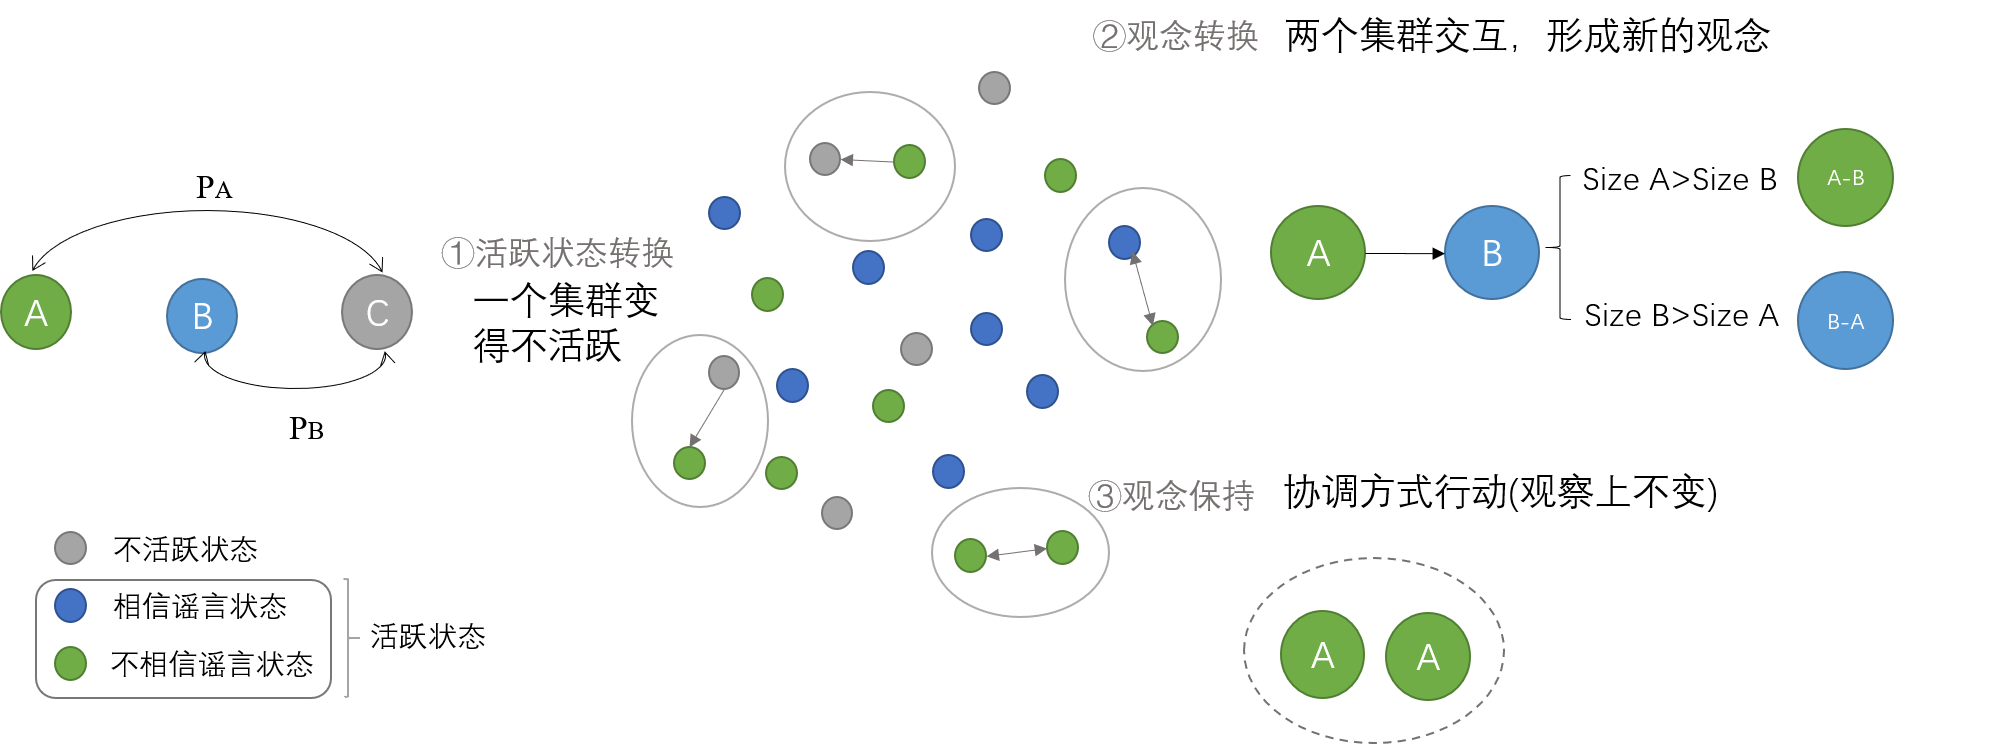 ②观念转换 两个集群交互，形成新的观念
PA
A
B
C
PB
①活跃状态转换
一个集群变
得不活跃
A
B
Size A>Size B
A-B
Size B>Size A
B-A
③观念保持 协调方式行动(观察上不变)
A
A
不活跃状态
相信谣言状态
不相信谣言状态
活跃状态